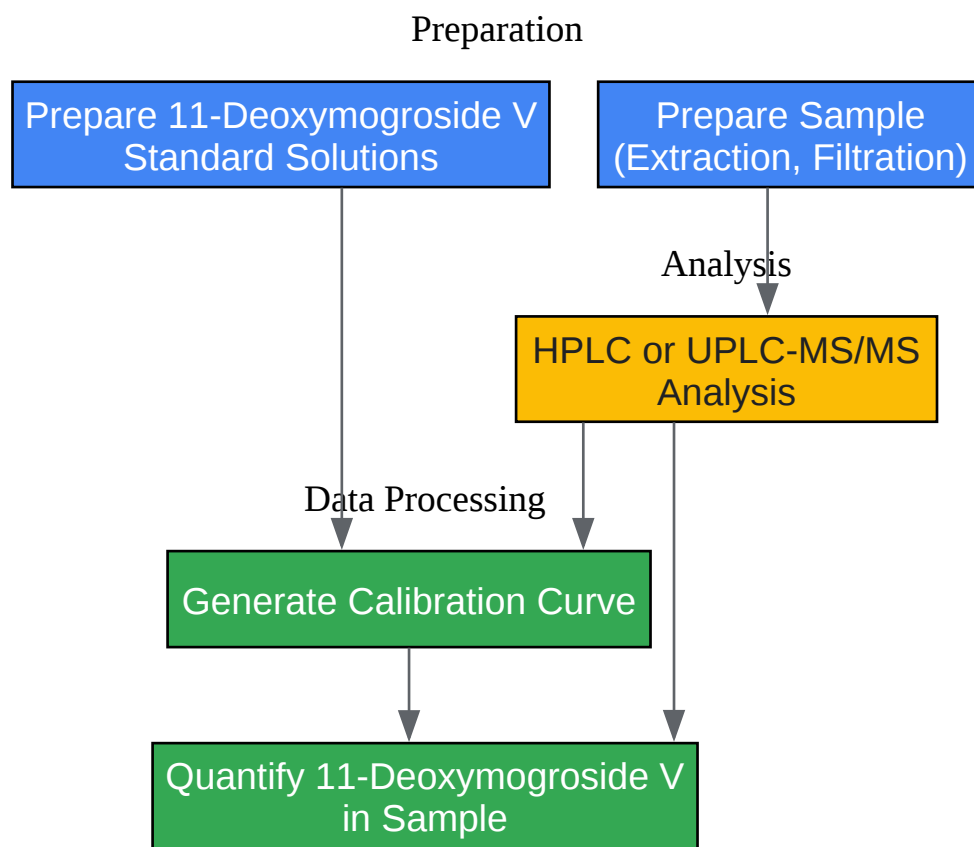 Preparation
Prepare 11-Deoxymogroside V
Standard Solutions
Prepare Sample
(Extraction, Filtration)
Analysis
HPLC or UPLC-MS/MS
Analysis
Data Processing
Generate Calibration Curve
Quantify 11-Deoxymogroside V
in Sample